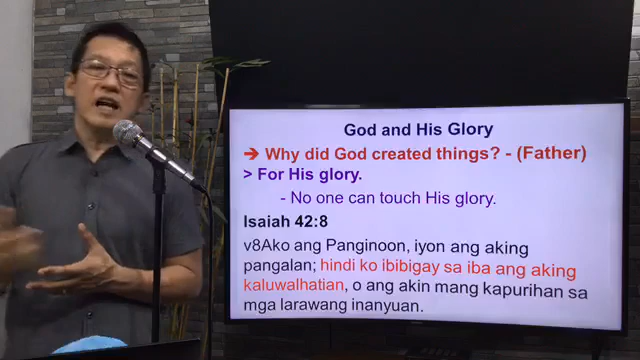 God and His Glory
➔ Why did God created things? - (Father)
> For His glory.
- No one can touch His glory.
Isaiah 42:8
v8Ako ang Panginoon, iyon ang aking
pangalan; hindi ko ibibigay sa iba ang aking
kaluwalhatian, o ang akin mang kapurihan sa
mga larawang inanyuan.